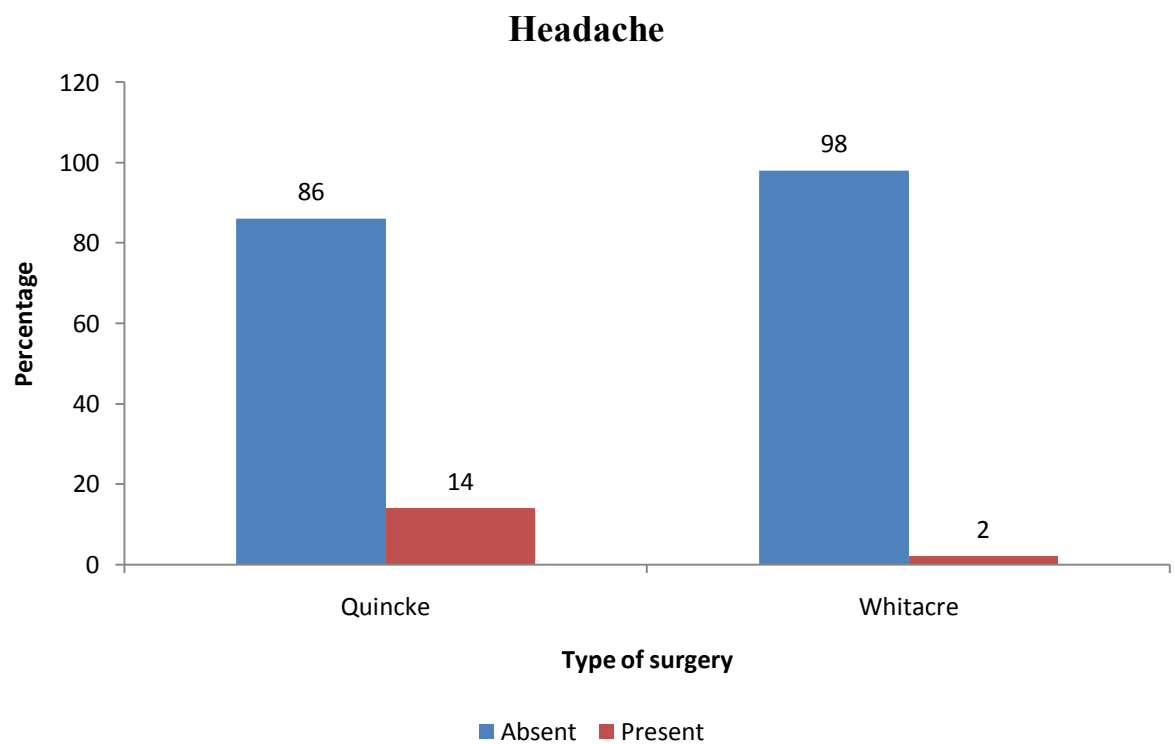 Headache
120
100
80
60
40
20
0
Percentage
86
14
98
2
Quincke
Whitacre
Type of surgery
Absent
Present